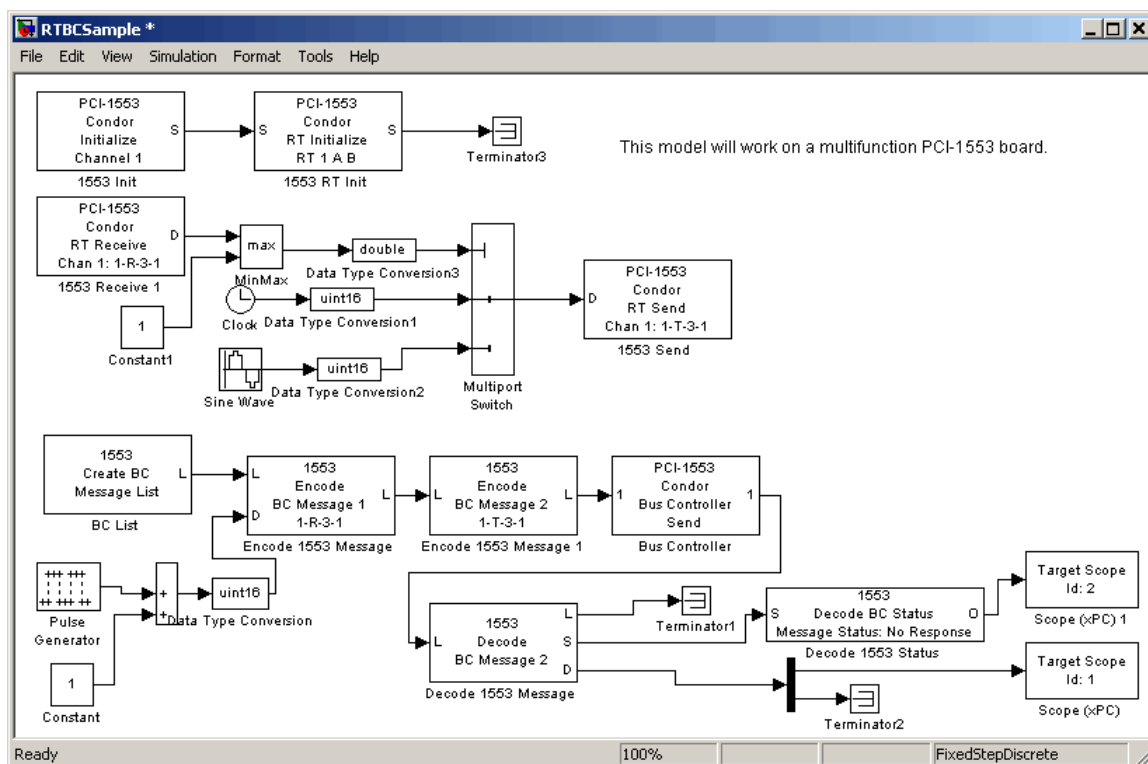 RTBCSample *
File Edit View Simulation Format Tools Help
PCI-1553
Condor
Initialize
Channel 1
S
1553 Init
S
PCI-1553
Condor
RT Initialize
RT 1 A B
S
1553 RT Init
Terminator3
This model will work on a multifunction PCI-1553 board.
PCI-1553
Condor
RT Receive
Chan 1: 1-R-3-1
D
1553 Receive 1
max
MinMax
double
Data Type Conversion3
Clock
uint16
Data Type Conversion1
1
Constant1
Sine Wave
uint16
Data Type Conversion2
Multiport
Switch
D
PCI-1553
Condor
RT Send
Chan 1: 1-T-3-1
1553 Send
1553
Create BC
Message List
L
BC List
L
D
1553
Encode
BC Message 1
1-R-3-1
L
Encode 1553 Message
L
1553
Encode
BC Message 2
1-T-3-1
L
Encode 1553 Message 1
1
PCI-1553
Condor
Bus Controller
Send
1
Bus Controller
Pulse
Generator
+
+
uint16
Data Type Conversion
1
Constant
L
1553
Decode
BC Message 2
L
S
D
Decode 1553 Message
Terminator1
S
1553
Decode BC Status
Message Status: No Response
O
Decode 1553 Status
Terminator2
Target Scope
Id: 2
Scope (xPC) 1
Target Scope
Id: 1
Scope (xPC)
Ready 100% FixedStepDiscrete